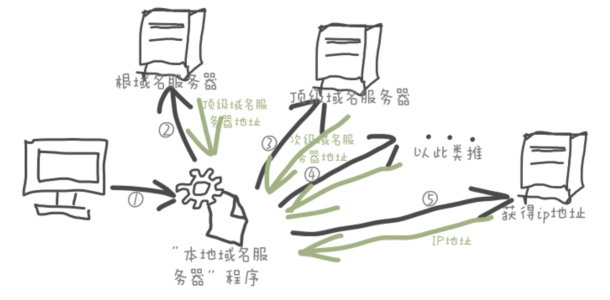 根域名服务器
顶级域名服务器
顶级域名服
务器地址
②
③
次级域名服
务器地址
④
以此类推
①
⑤
获得ip地址
IP地址
“本地域名服
务器”程序